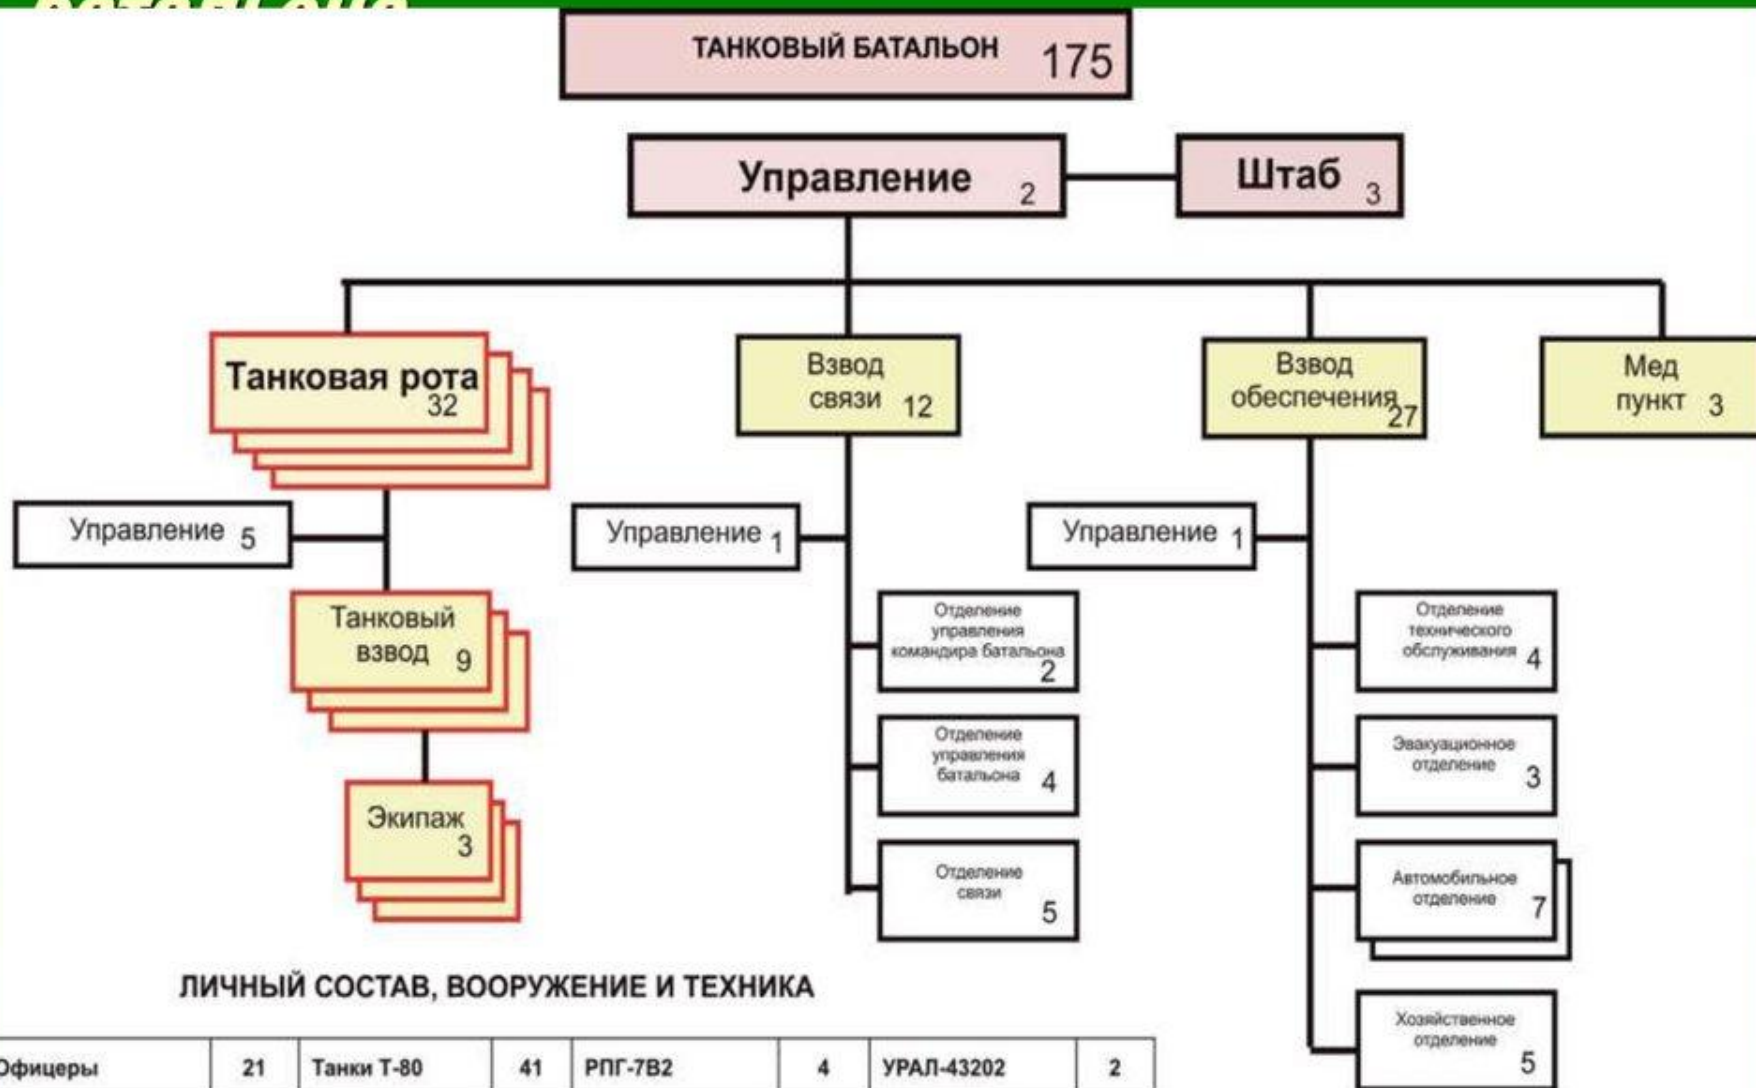 ТАНКОВЫЙ БАТАЛЬОН 175
Управление 2
Штаб 3
Танковая рота
32
Взвод
связи 12
Взвод
обеспечения
27
Мед
пункт 3
Управление 5
Управление 1
Управление 1
Танковый
взвод 9
Экипаж
3
Отделение
управления
командира батальона
2
Отделение
управления
батальона 4
Отделение
связи
5
Отделение
технического
обслуживания 4
Эвакуационное
отделение 3
Автомобильное
отделение 7
Хозяйственное
отделение
5
ЛИЧНЫЙ СОСТАВ, ВООРУЖЕНИЕ И ТЕХНИКА
Офицеры 21 Танки Т-80 41 РПГ-7В2 4 УРАЛ-43202 2